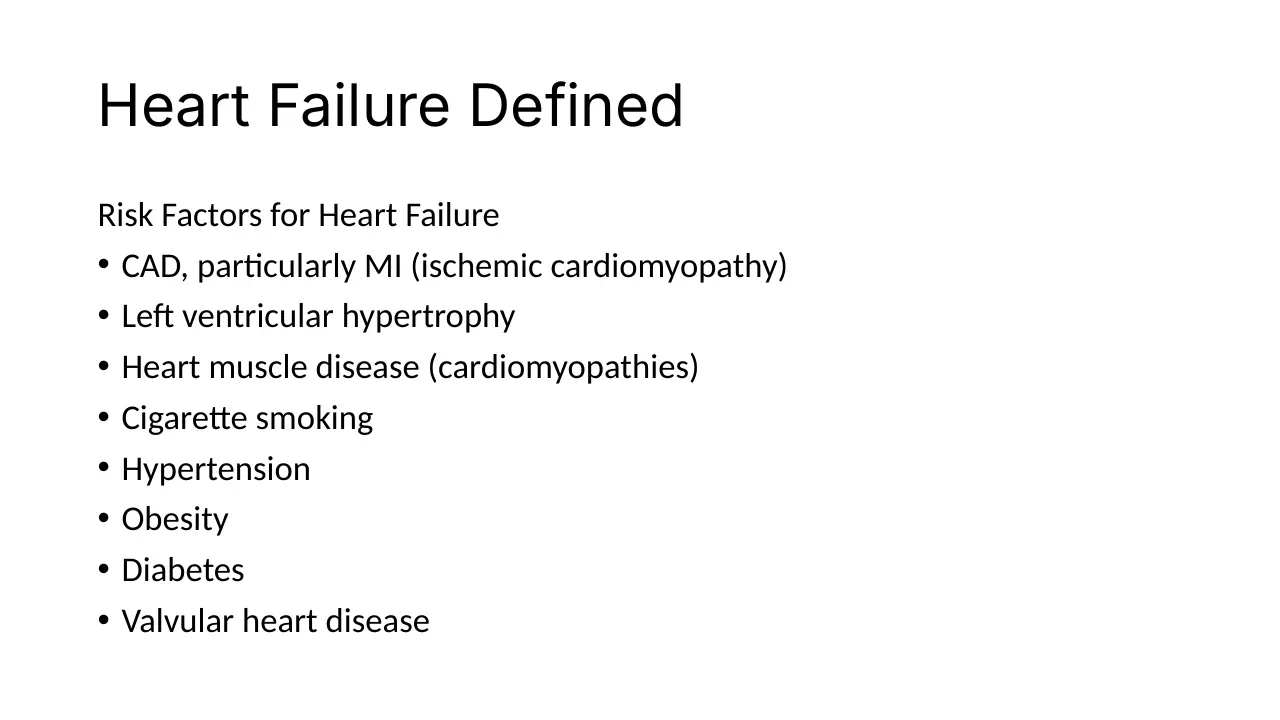 Heart Failure Defined
Risk Factors for Heart Failure
• CAD, particularly MI (ischemic cardiomyopathy)
• Left ventricular hypertrophy
• Heart muscle disease (cardiomyopathies)
• Cigarette smoking
• Hypertension
• Obesity
• Diabetes
• Valvular heart disease